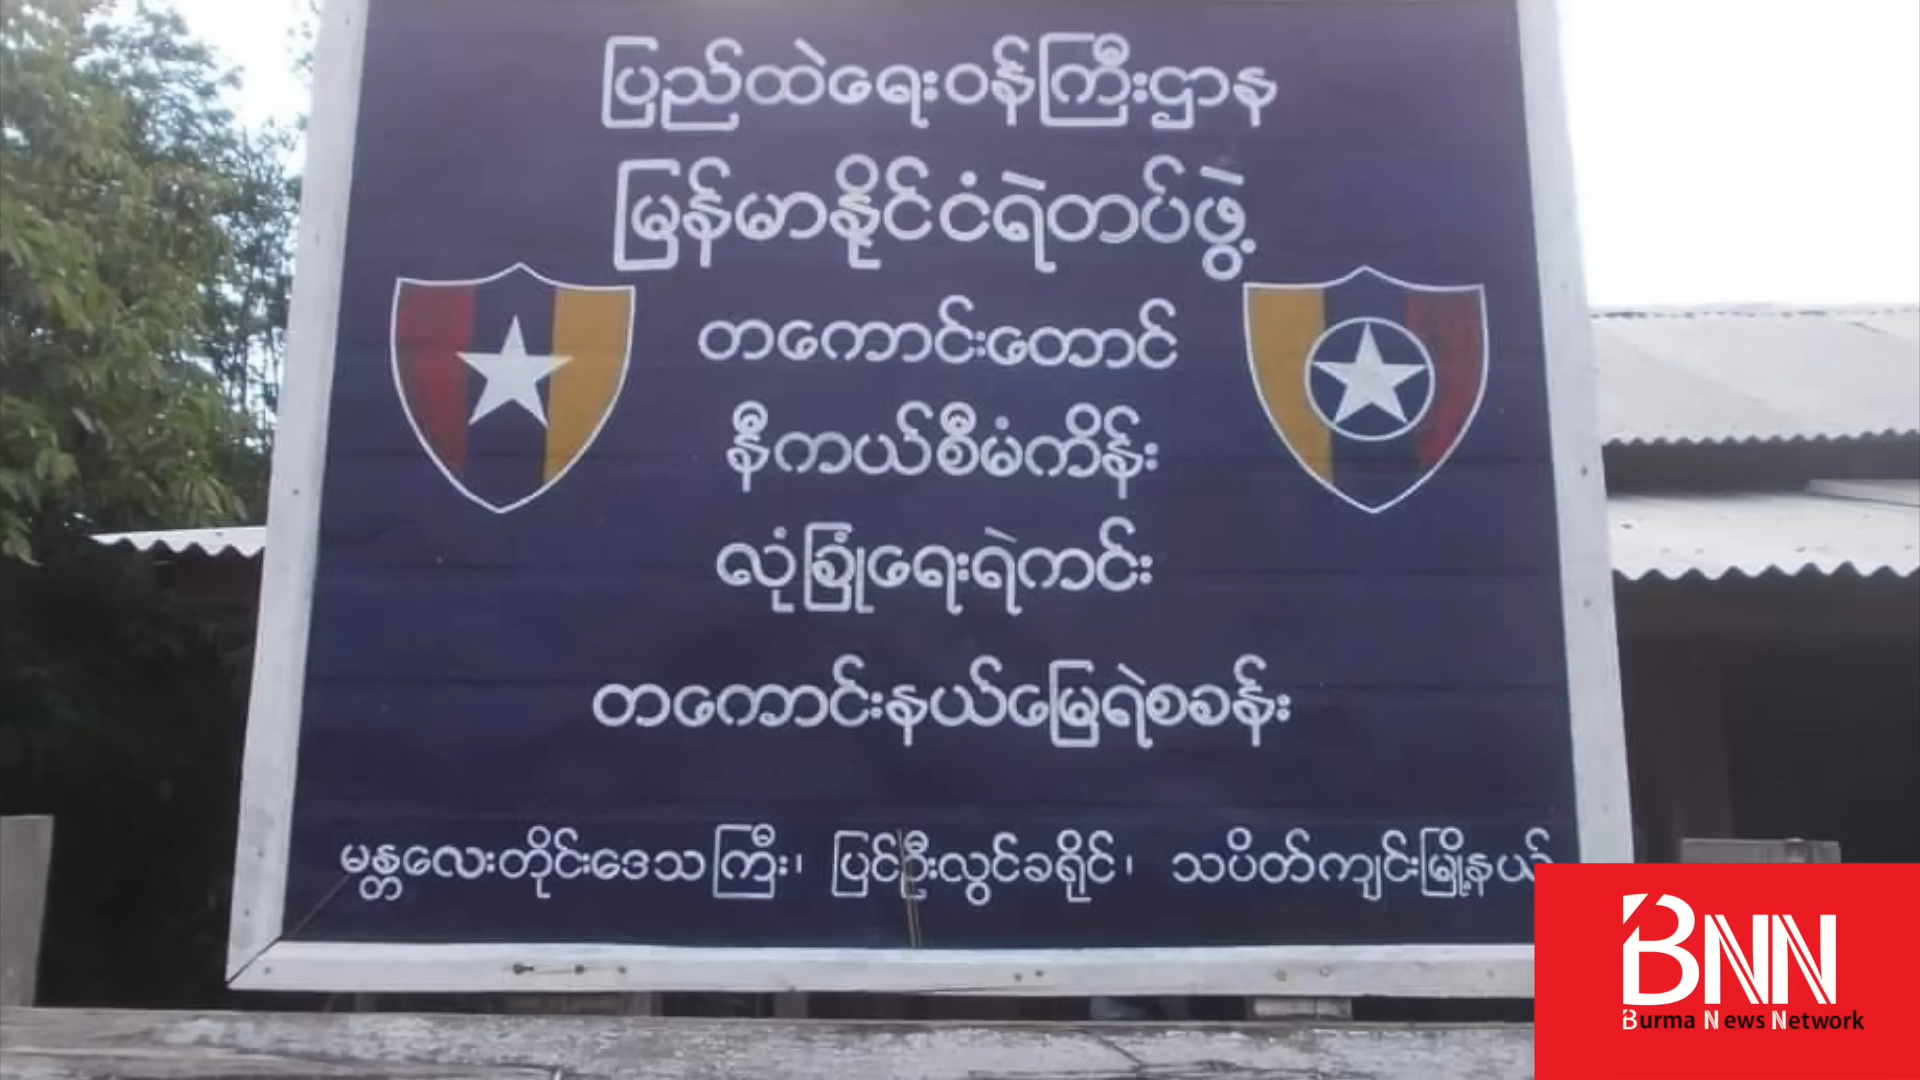 ပြည်ထဲရေးဝန်ကြီးဌာန
မြန်မာနိုင်ငံရဲတပ်ဖွဲ့
တကောင်းတောင်
နီကယ်စီမံကိန်း
လုံခြုံရေးရဲကင်း
တကောင်းနယ်မြေရဲစခန်း
မန္တလေးတိုင်းဒေသကြီး၊ ပြင်ဦးလွင်ခရိုင်၊ သပိတ်ကျင်းမြို့နယ်
BNN
Burma News Network